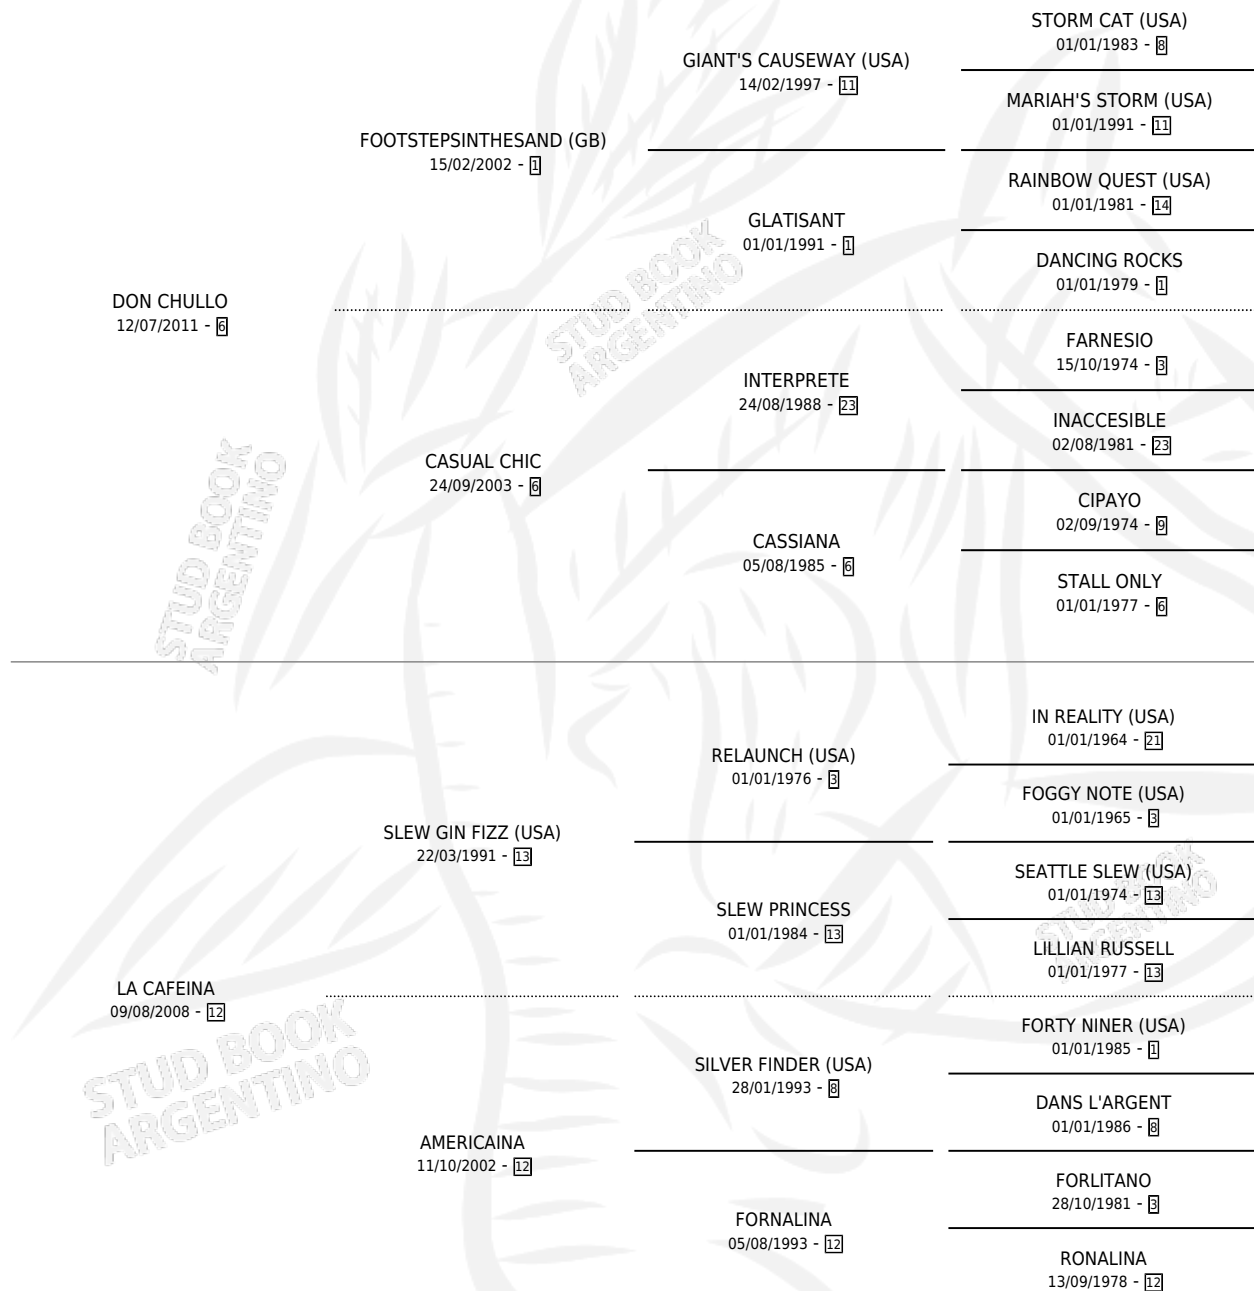 STORM CAT (USA)
01/01/1983 - 8
GIANT'S CAUSEWAY (USA)
14/02/1997 - 11
MARIAH'S STORM (USA)
01/01/1991 - 11
FOOTSTEPSINTHESAND (GB)
15/02/2002 - 1
RAINBOW QUEST (USA)
01/01/1981 - 14
GLATISANT
01/01/1991 - 1
DANCING ROCKS
01/01/1979 - 1
DON CHULLO
12/07/2011 - 6
FARNESIO
15/10/1974 - 3
INTERPRETE
24/08/1988 - 23
INACCESIBLE
02/08/1981 - 23
CASUAL CHIC
24/09/2003 - 6
CIPAYO
02/09/1974 - 9
CASSIANA
05/08/1985 - 6
STALL ONLY
01/01/1977 - 6
IN REALITY (USA)
01/01/1964 - 21
RELAUNCH (USA)
01/01/1976 - 3
FOGGY NOTE (USA)
01/01/1965 - 3
SLEW GIN FIZZ (USA)
22/03/1991 - 13
SEATTLE SLEW (USA)
01/01/1974 - 13
SLEW PRINCESS
01/01/1984 - 13
LILLIAN RUSSELL
01/01/1977 - 13
LA CAFEINA
09/08/2008 - 12
FORTY NINER (USA)
01/01/1985 - 1
SILVER FINDER (USA)
28/01/1993 - 8
DANS L'ARGENT
01/01/1986 - 8
AMERICAINA
11/10/2002 - 12
FORLITANO
28/10/1981 - 3
FORNALINA
05/08/1993 - 12
RONALINA
13/09/1978 - 12
STUD BOOK
ARGENTINO
STUD BOOK
ARGENTINO
STUD BOOK
ARGENTINO
STUD BOOK
ARGENTINO